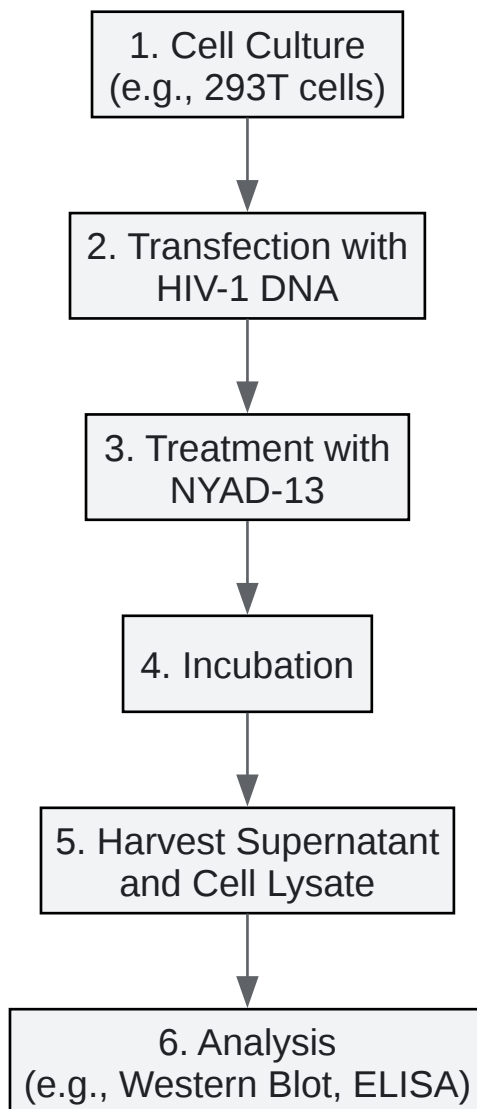 1. Cell Culture
(e.g., 293T cells)
2. Transfection with
HIV-1 DNA
3. Treatment with
NYAD-13
4. Incubation
5. Harvest Supernatant
and Cell Lysate
6. Analysis
(e.g., Western Blot, ELISA)